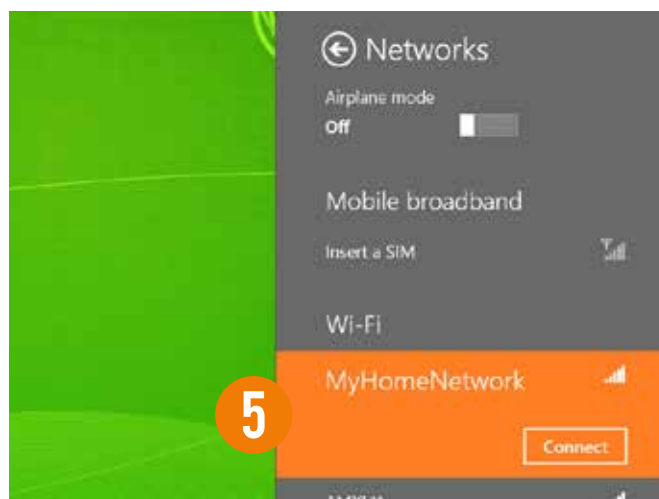 Networks
Airplane mode
Off
Mobile broadband
Insert a SIM
Wi-Fi
MyHomeNetwork
5
Connect